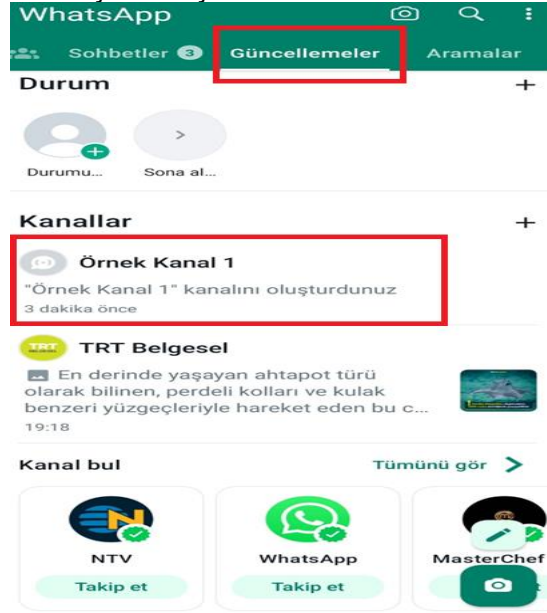 WhatsApp
Sohbetler 3
Güncellemeler
Aramalar
Durum
Durumu...
Sona al...
Kanallar
Örnek Kanal 1
"Örnek Kanal 1" kanalını oluşturdunuz
3 dakika önce
TRT Belgesel
En derinde yaşayan ahtapot türü
olarak bilinen, perdeli kolları ve kulak
benzeri yüzgeçleriyle hareket eden bu c...
19:18
Kanal bul
Tümünü gör
NTV
WhatsApp
MasterChef
Takip et
Takip et